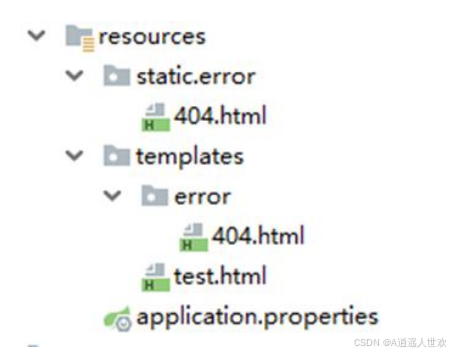 resources
static.error
404.html
templates
error
404.html
test.html
application.properties
CSDN @A逍遥人世欢